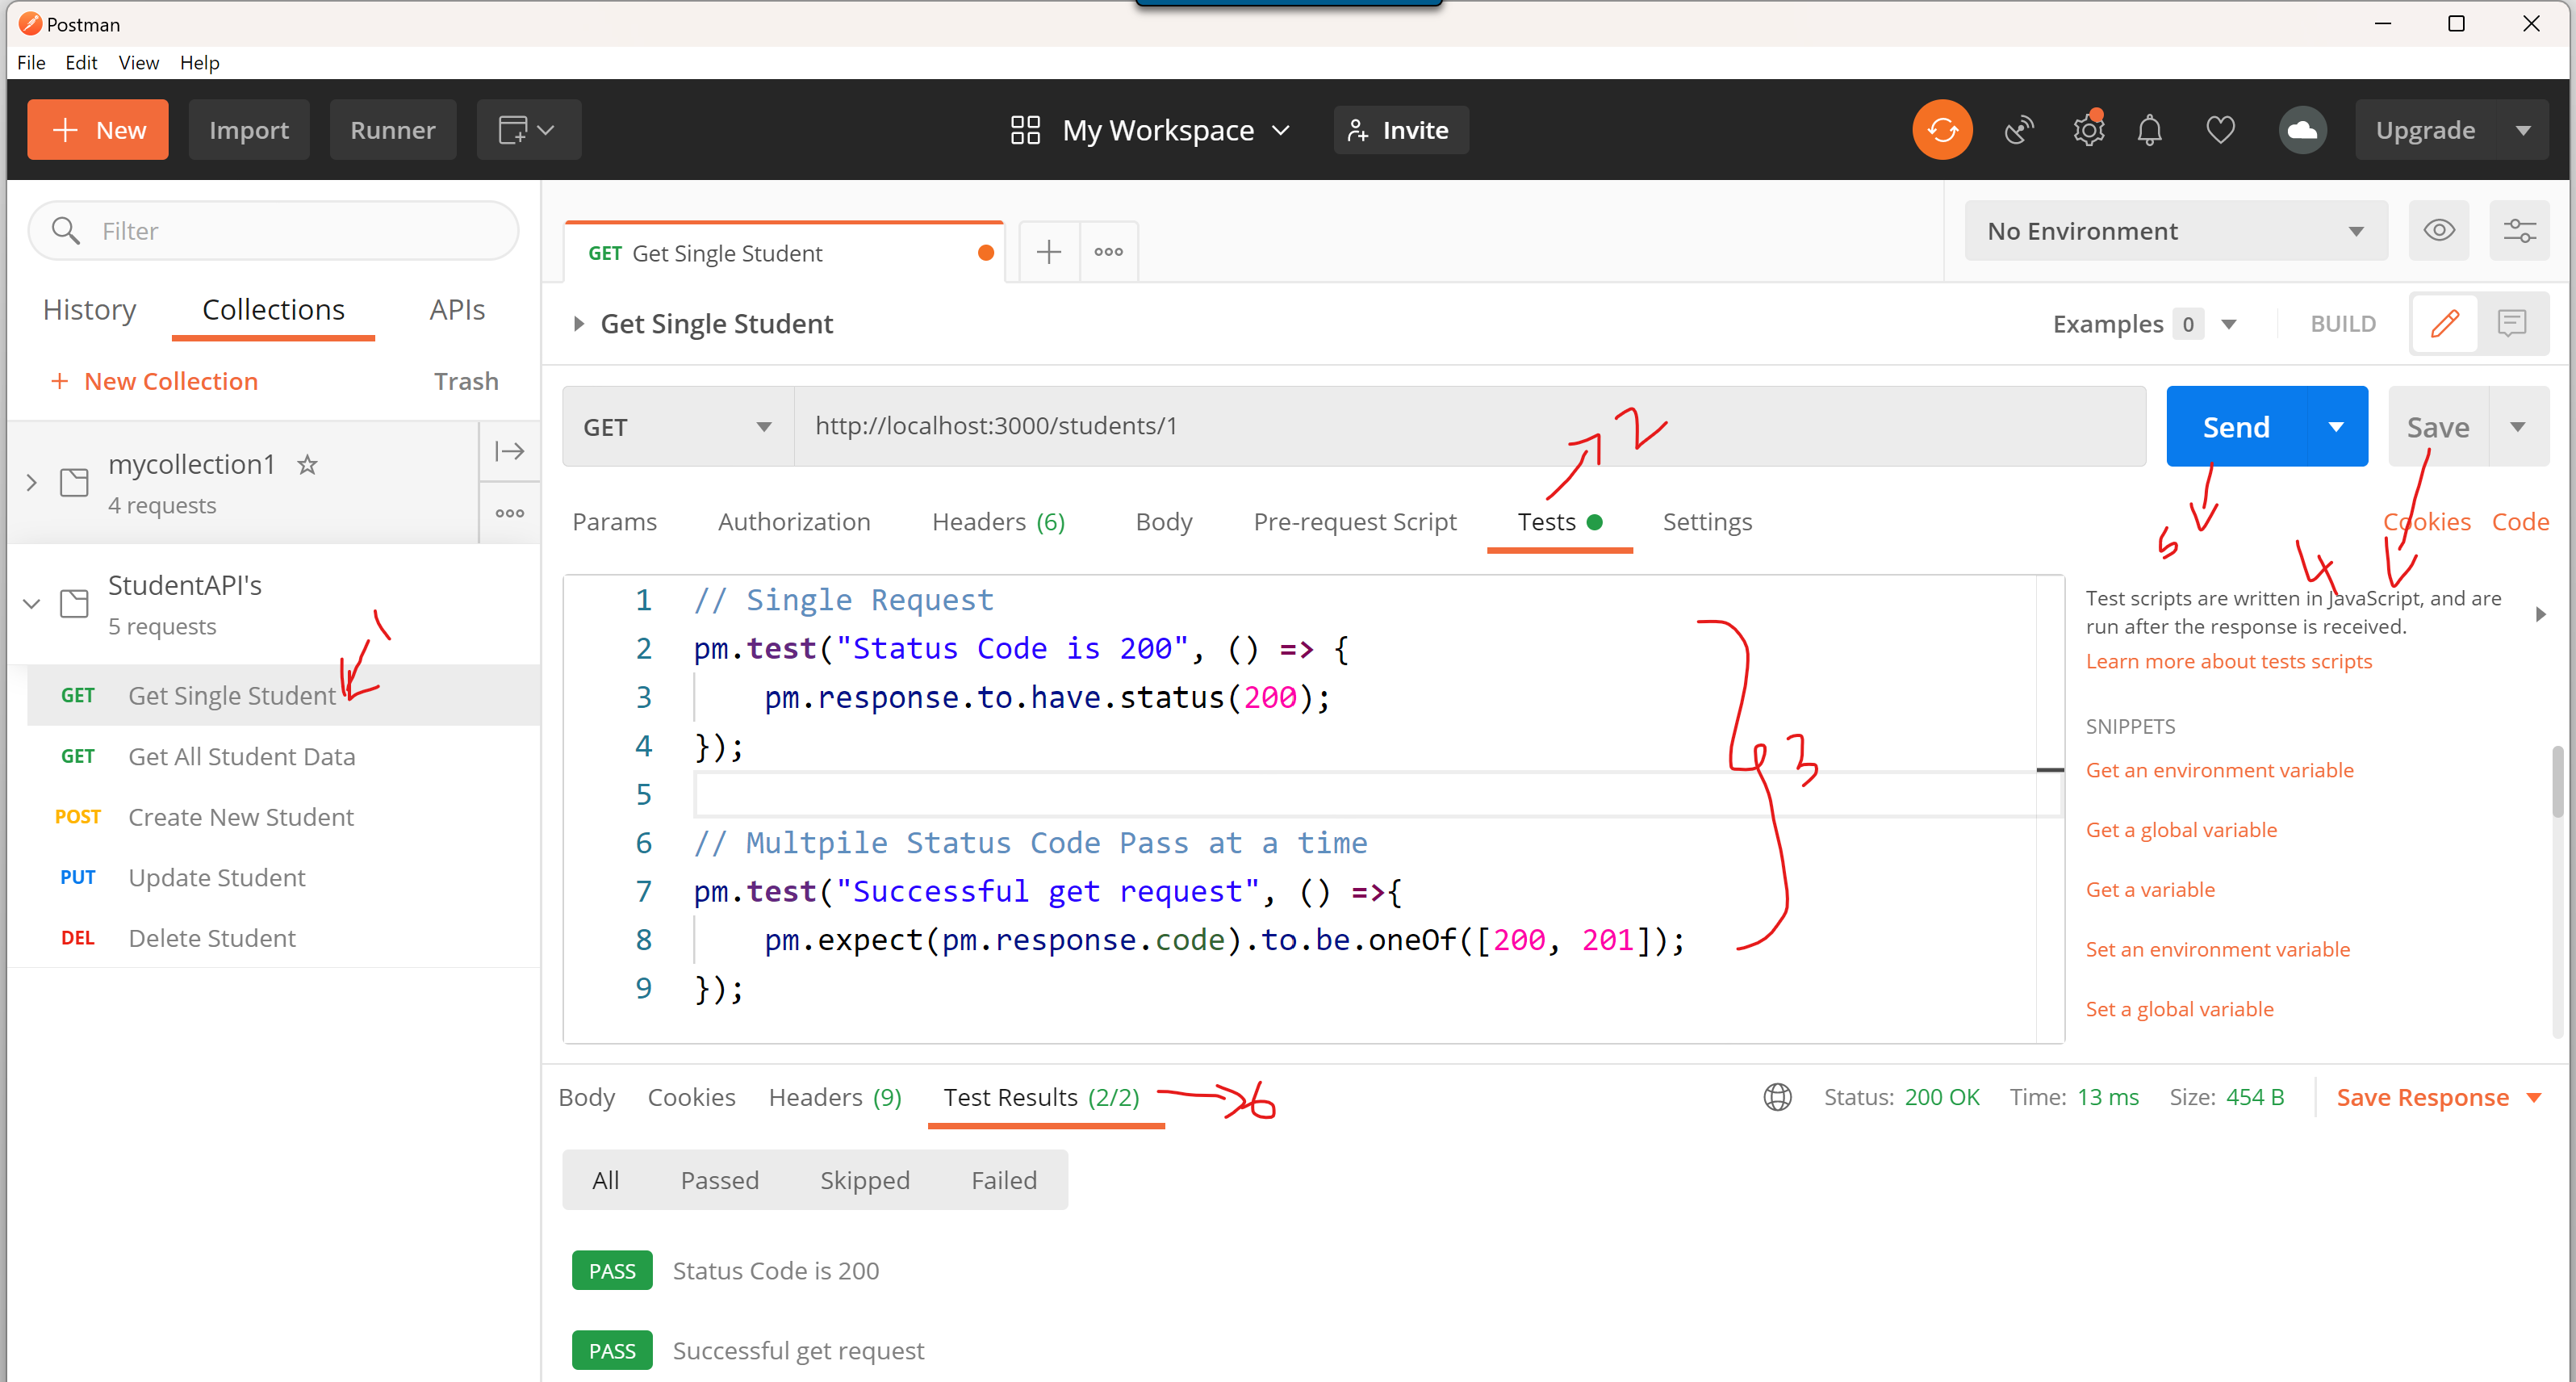 Postman
File Edit View Help
+ New Import Runner My Workspace Invite Upgrade
Filter
History Collections APIs
+ New Collection Trash
mycollection1
4 requests
StudentAPI's
5 requests
GET Get Single Student
GET Get All Student Data
POST Create New Student
PUT Update Student
DEL Delete Student
1
GET Get Single Student
No Environment
Get Single Student
Examples 0 BUILD
GET http://localhost:3000/students/1 Send Save
2
Params Authorization Headers (6) Body Pre-request Script Tests Settings Cookies Code
5
4
1 // Single Request
2 pm.test("Status Code is 200", () => {
3 pm.response.to.have.status(200);
4 });
5
6 // Multpile Status Code Pass at a time
7 pm.test("Successful get request", () =>{
8 pm.expect(pm.response.code).to.be.oneOf([200, 201]);
9 });
3
Test scripts are written in JavaScript, and are
run after the response is received.
Learn more about tests scripts
SNIPPETS
Get an environment variable
Get a global variable
Get a variable
Set an environment variable
Set a global variable
Body Cookies Headers (9) Test Results (2/2) 6
Status: 200 OK Time: 13 ms Size: 454 B Save Response
All Passed Skipped Failed
PASS Status Code is 200
PASS Successful get request